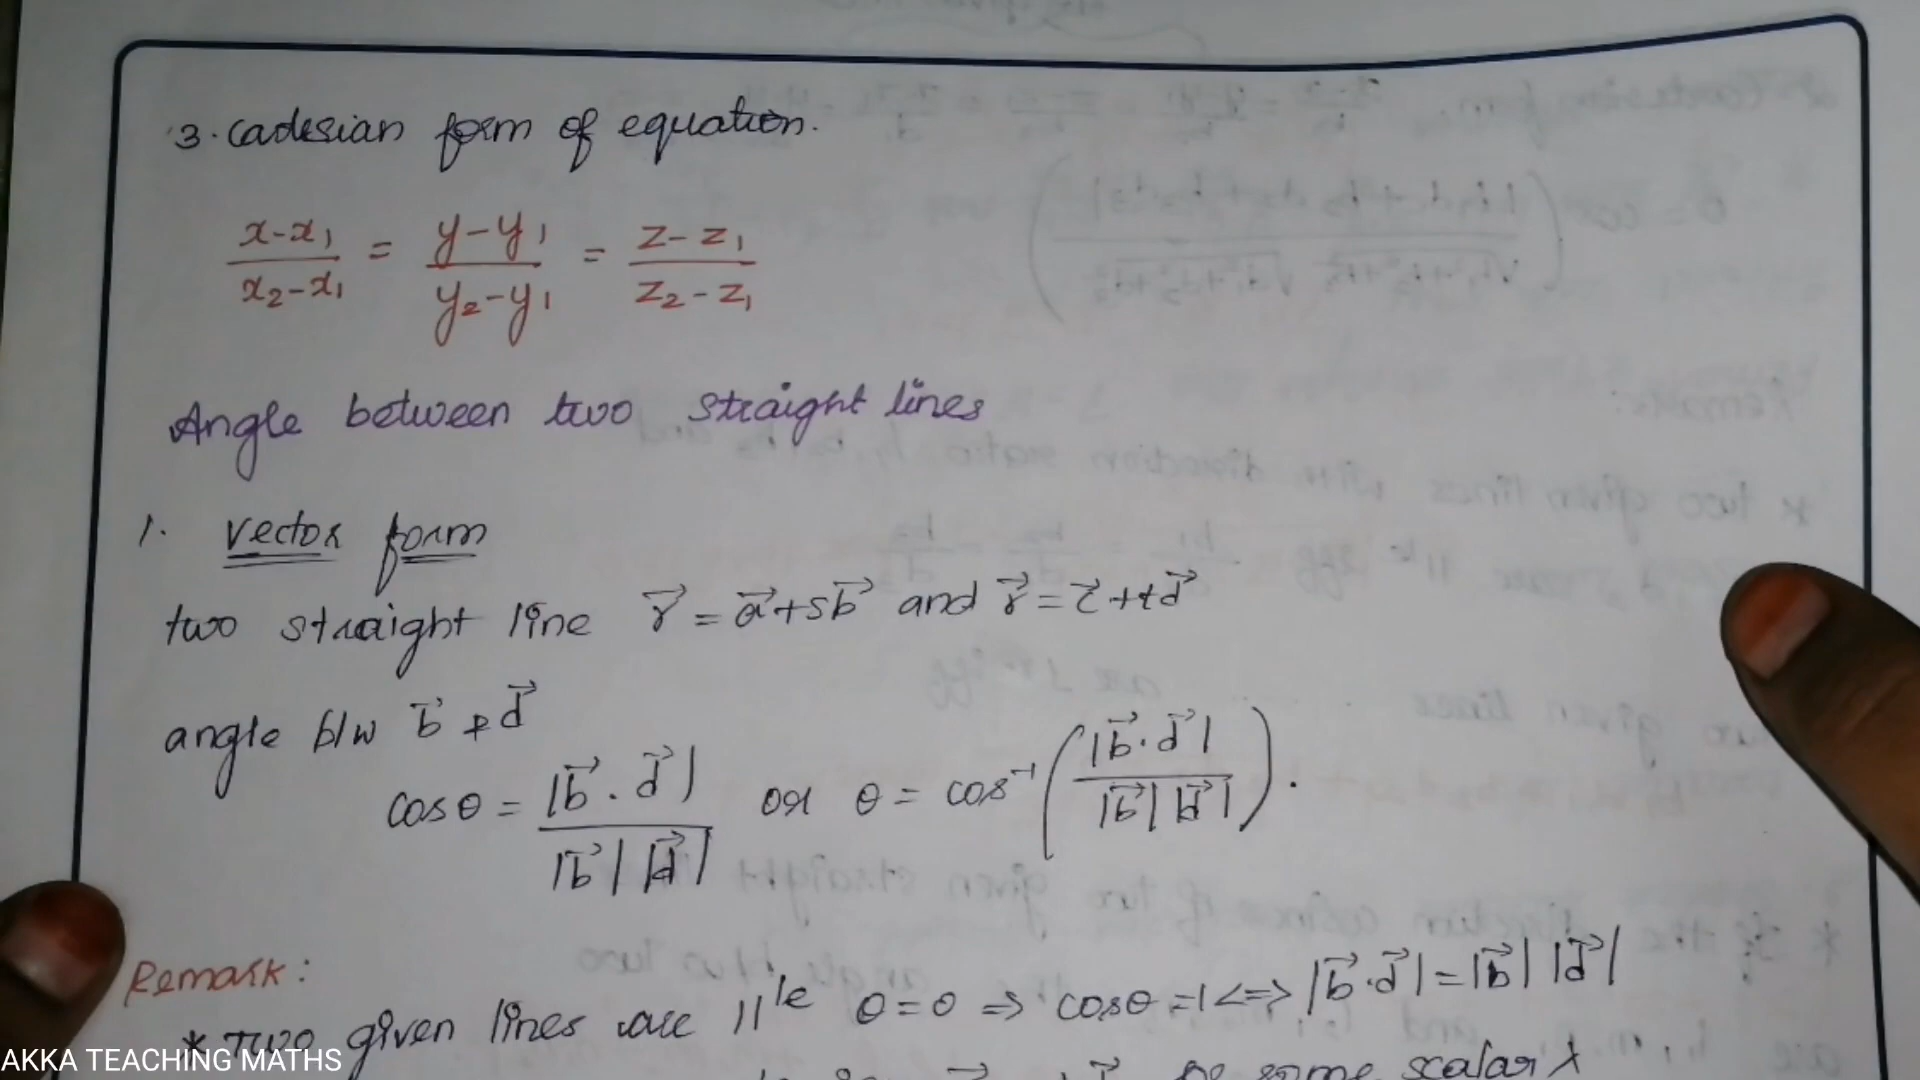 3. cadesian form of equation.
x-x₁/x₂-x₁ = y-y₁/y₂-y₁ = z-z₁/z₂-z₁
Angle between two straight lines
1. vector form
two straight line r⃗ = a⃗+sb⃗ and r⃗ = c⃗+td⃗
angle b/w b⃗ & d⃗
cosθ = |b⃗ . d⃗| / |b⃗| |d⃗| or θ = cos⁻¹ (|b⃗ . d⃗| / |b⃗| |d⃗|).
Remark:
* Two given lines are ||le θ=0 ⇒ cosθ=1 <=> |b⃗.d⃗| = |b⃗| |d⃗|
some scalar λ
AKKA TEACHING MATHS